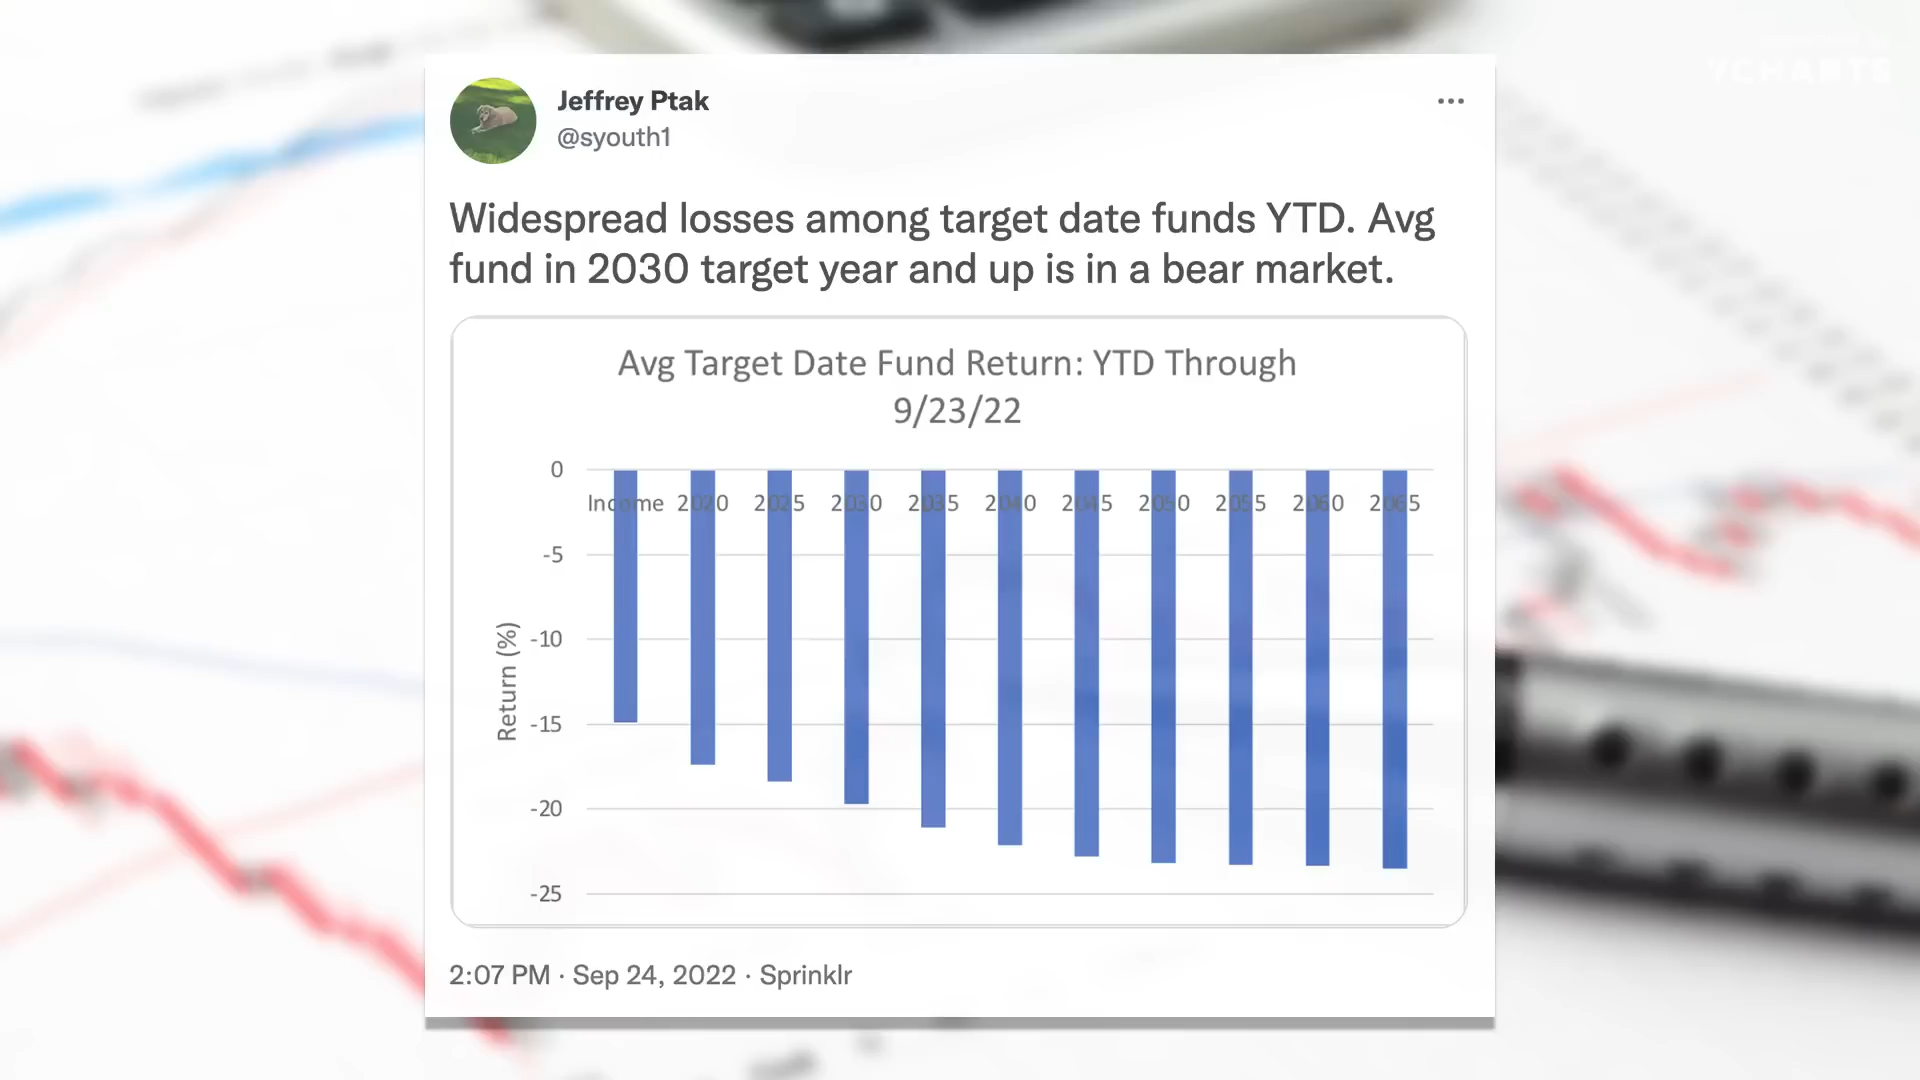 YCHARTS
Jeffrey Ptak
@syouth1
Widespread losses among target date funds YTD. Avg
fund in 2030 target year and up is in a bear market.
Avg Target Date Fund Return: YTD Through
9/23/22
0
Income 2020 2025 2030 2035 2040 2045 2050 2055 2060 2065
-5
-10
Return (%)
-15
-20
-25
2:07 PM · Sep 24, 2022 · Sprinklr